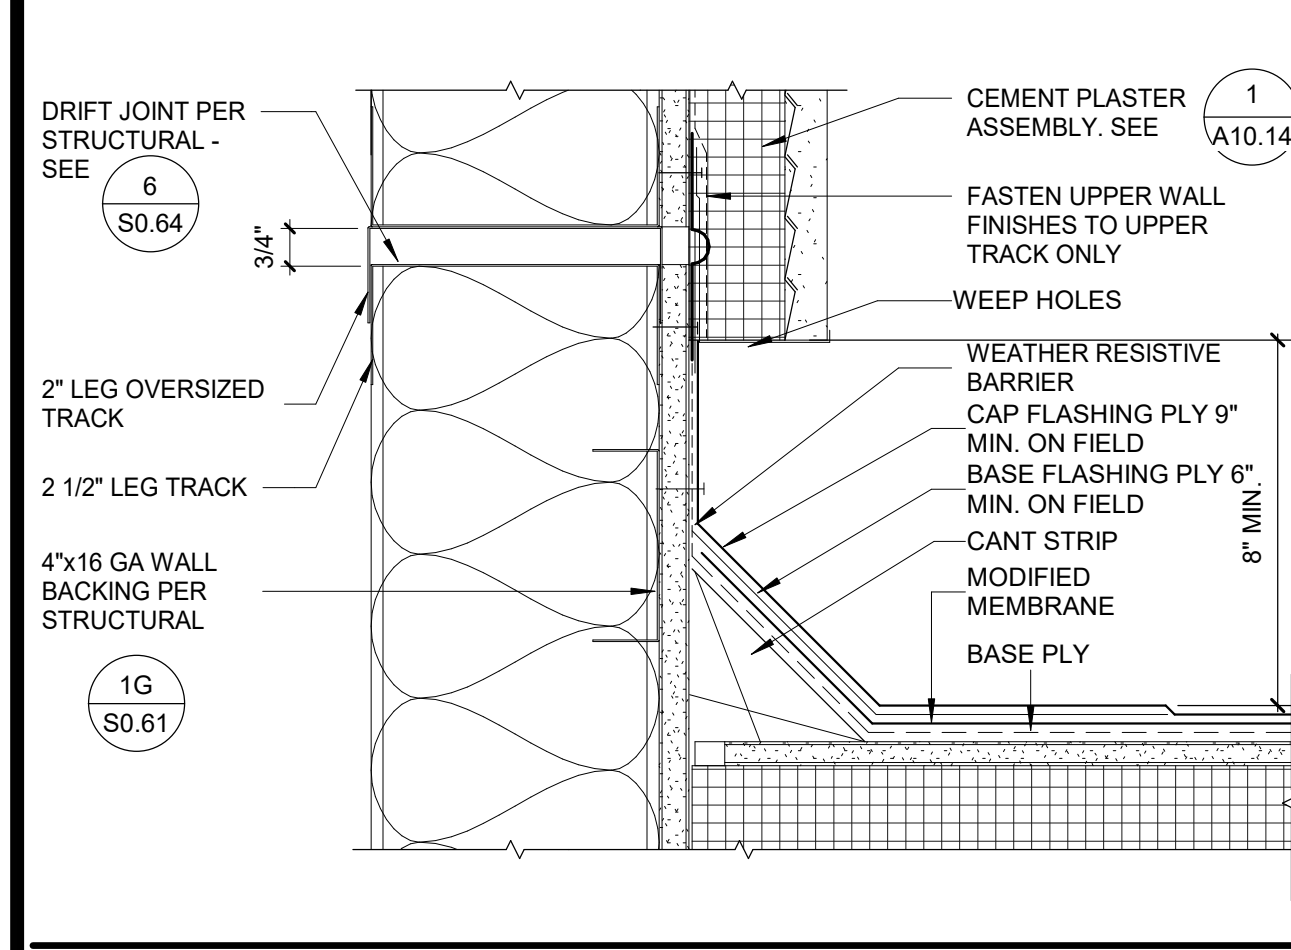 DRIFT JOINT PER
STRUCTURAL -
SEE
6
S0.64
3/4"
2" LEG OVERSIZED
TRACK
2 1/2" LEG TRACK
4"x16 GA WALL
BACKING PER
STRUCTURAL
1G
S0.61
CEMENT PLASTER
ASSEMBLY. SEE
1
A10.14
FASTEN UPPER WALL
FINISHES TO UPPER
TRACK ONLY
WEEP HOLES
WEATHER RESISTIVE
BARRIER
CAP FLASHING PLY 9"
MIN. ON FIELD
BASE FLASHING PLY 6"
MIN. ON FIELD
CANT STRIP
MODIFIED
MEMBRANE
BASE PLY
8" MIN.